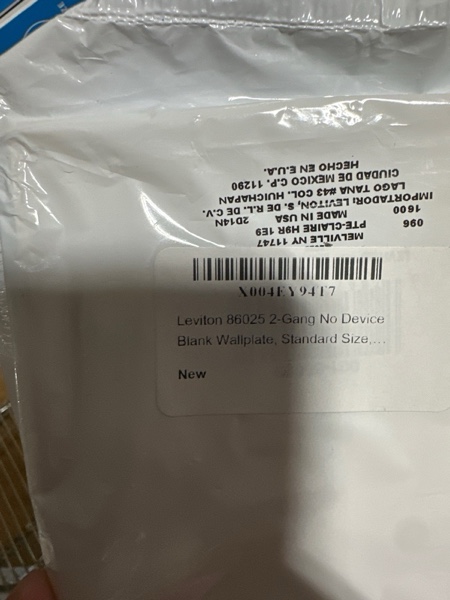 MELVILLE NY 11747
PTE-CLAIRE H9R 1E9
MADE IN USA
096 1600 2014N
IMPORTADOR: LEVITON, S. DE R.L. DE C.V.
LAGO TANA #43 COL. HUICHAPAN
CIUDAD DE MEXICO C.P. 11290
HECHO EN E.U.A.
X004EY94T7
Leviton 86025 2-Gang No Device
Blank Wallplate, Standard Size,...
New